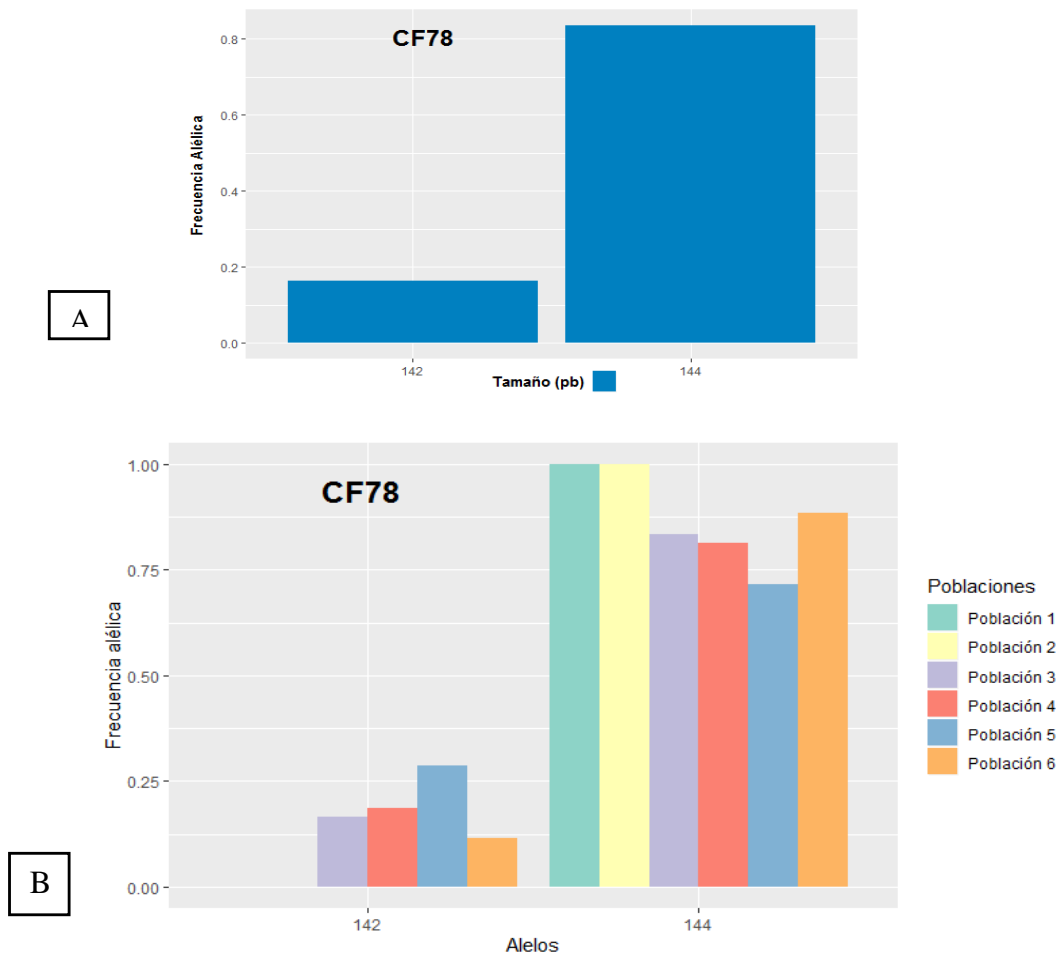 CF78
Frecuencia Alélica
0.8
0.6
0.4
0.2
0.0
142
144
Tamaño (pb)
A
CF78
Frecuencia alélica
1.00
0.75
0.50
0.25
0.00
142
144
Alelos
Poblaciones
Población 1
Población 2
Población 3
Población 4
Población 5
Población 6
B